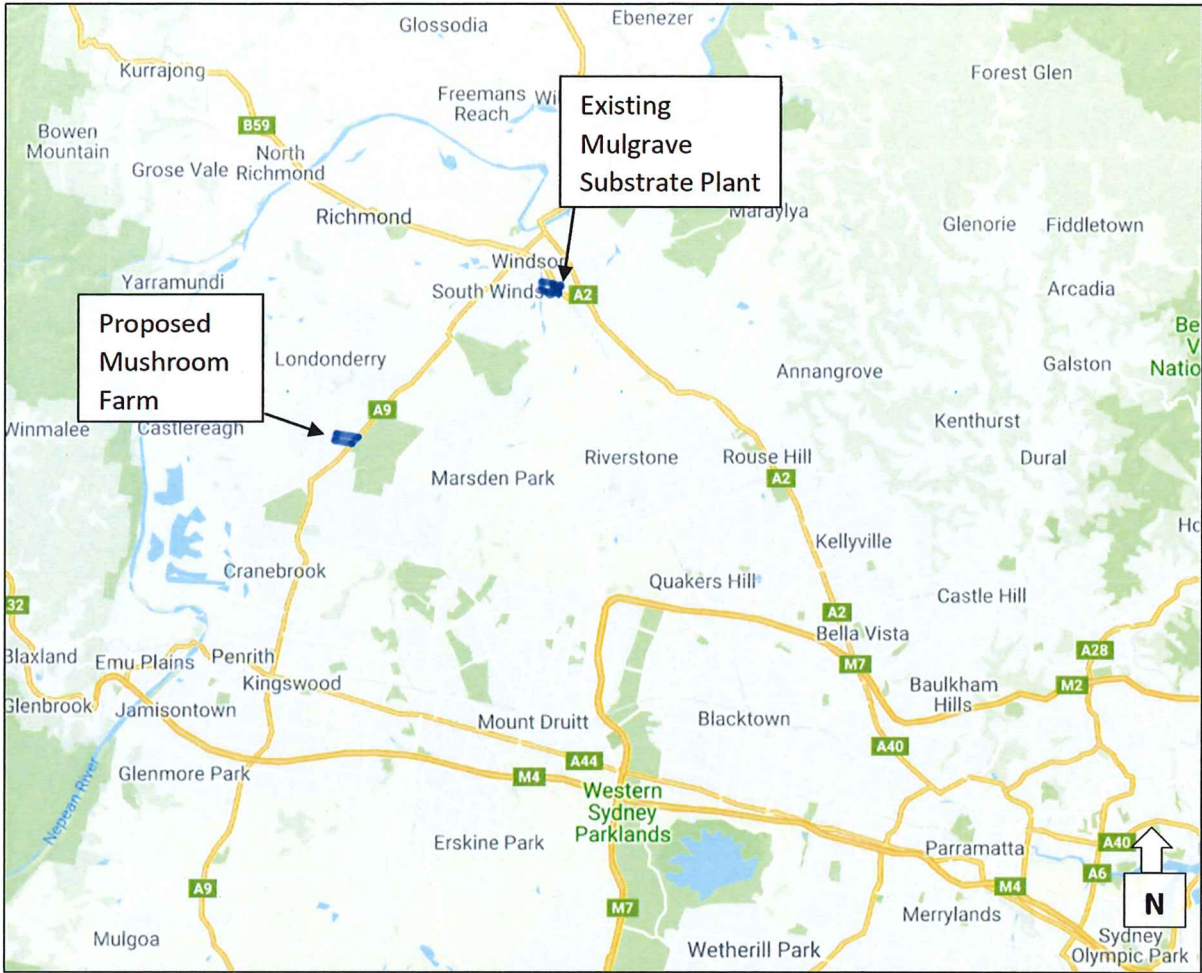 Glossodia
Ebenezer
Kurrajong
Forest Glen
Freemans
Reach
Wi
Existing
Mulgrave
Substrate Plant
B59
Bowen
Mountain
North
Richmond
Grose Vale
Richmond
Maraylya
Glenorie
Fiddletown
Windsor
Yarramundi
South Winds
A2
Arcadia
Be
V
Natio
Proposed
Mushroom
Farm
Londonderry
Annangrove
Galston
A9
Winmalee
Castlereagh
Kenthurst
Marsden Park
Riverstone
Rouse Hill
Dural
A2
Ho
Kellyville
Cranebrook
Quakers Hill
Castle Hill
32
A2
Bella Vista
Blaxland
Emu Plains
Penrith
M7
A28
Kingswood
Baulkham
Hills
M2
Glenbrook
Jamisontown
Mount Druitt
Blacktown
A40
A44
Glenmore Park
M4
Western
Sydney
Parklands
Nepean River
Erskine Park
Parramatta
A40
A6
A9
M4
M7
Merrylands
N
Mulgoa
Wetherill Park
Sydney
Olympic Park